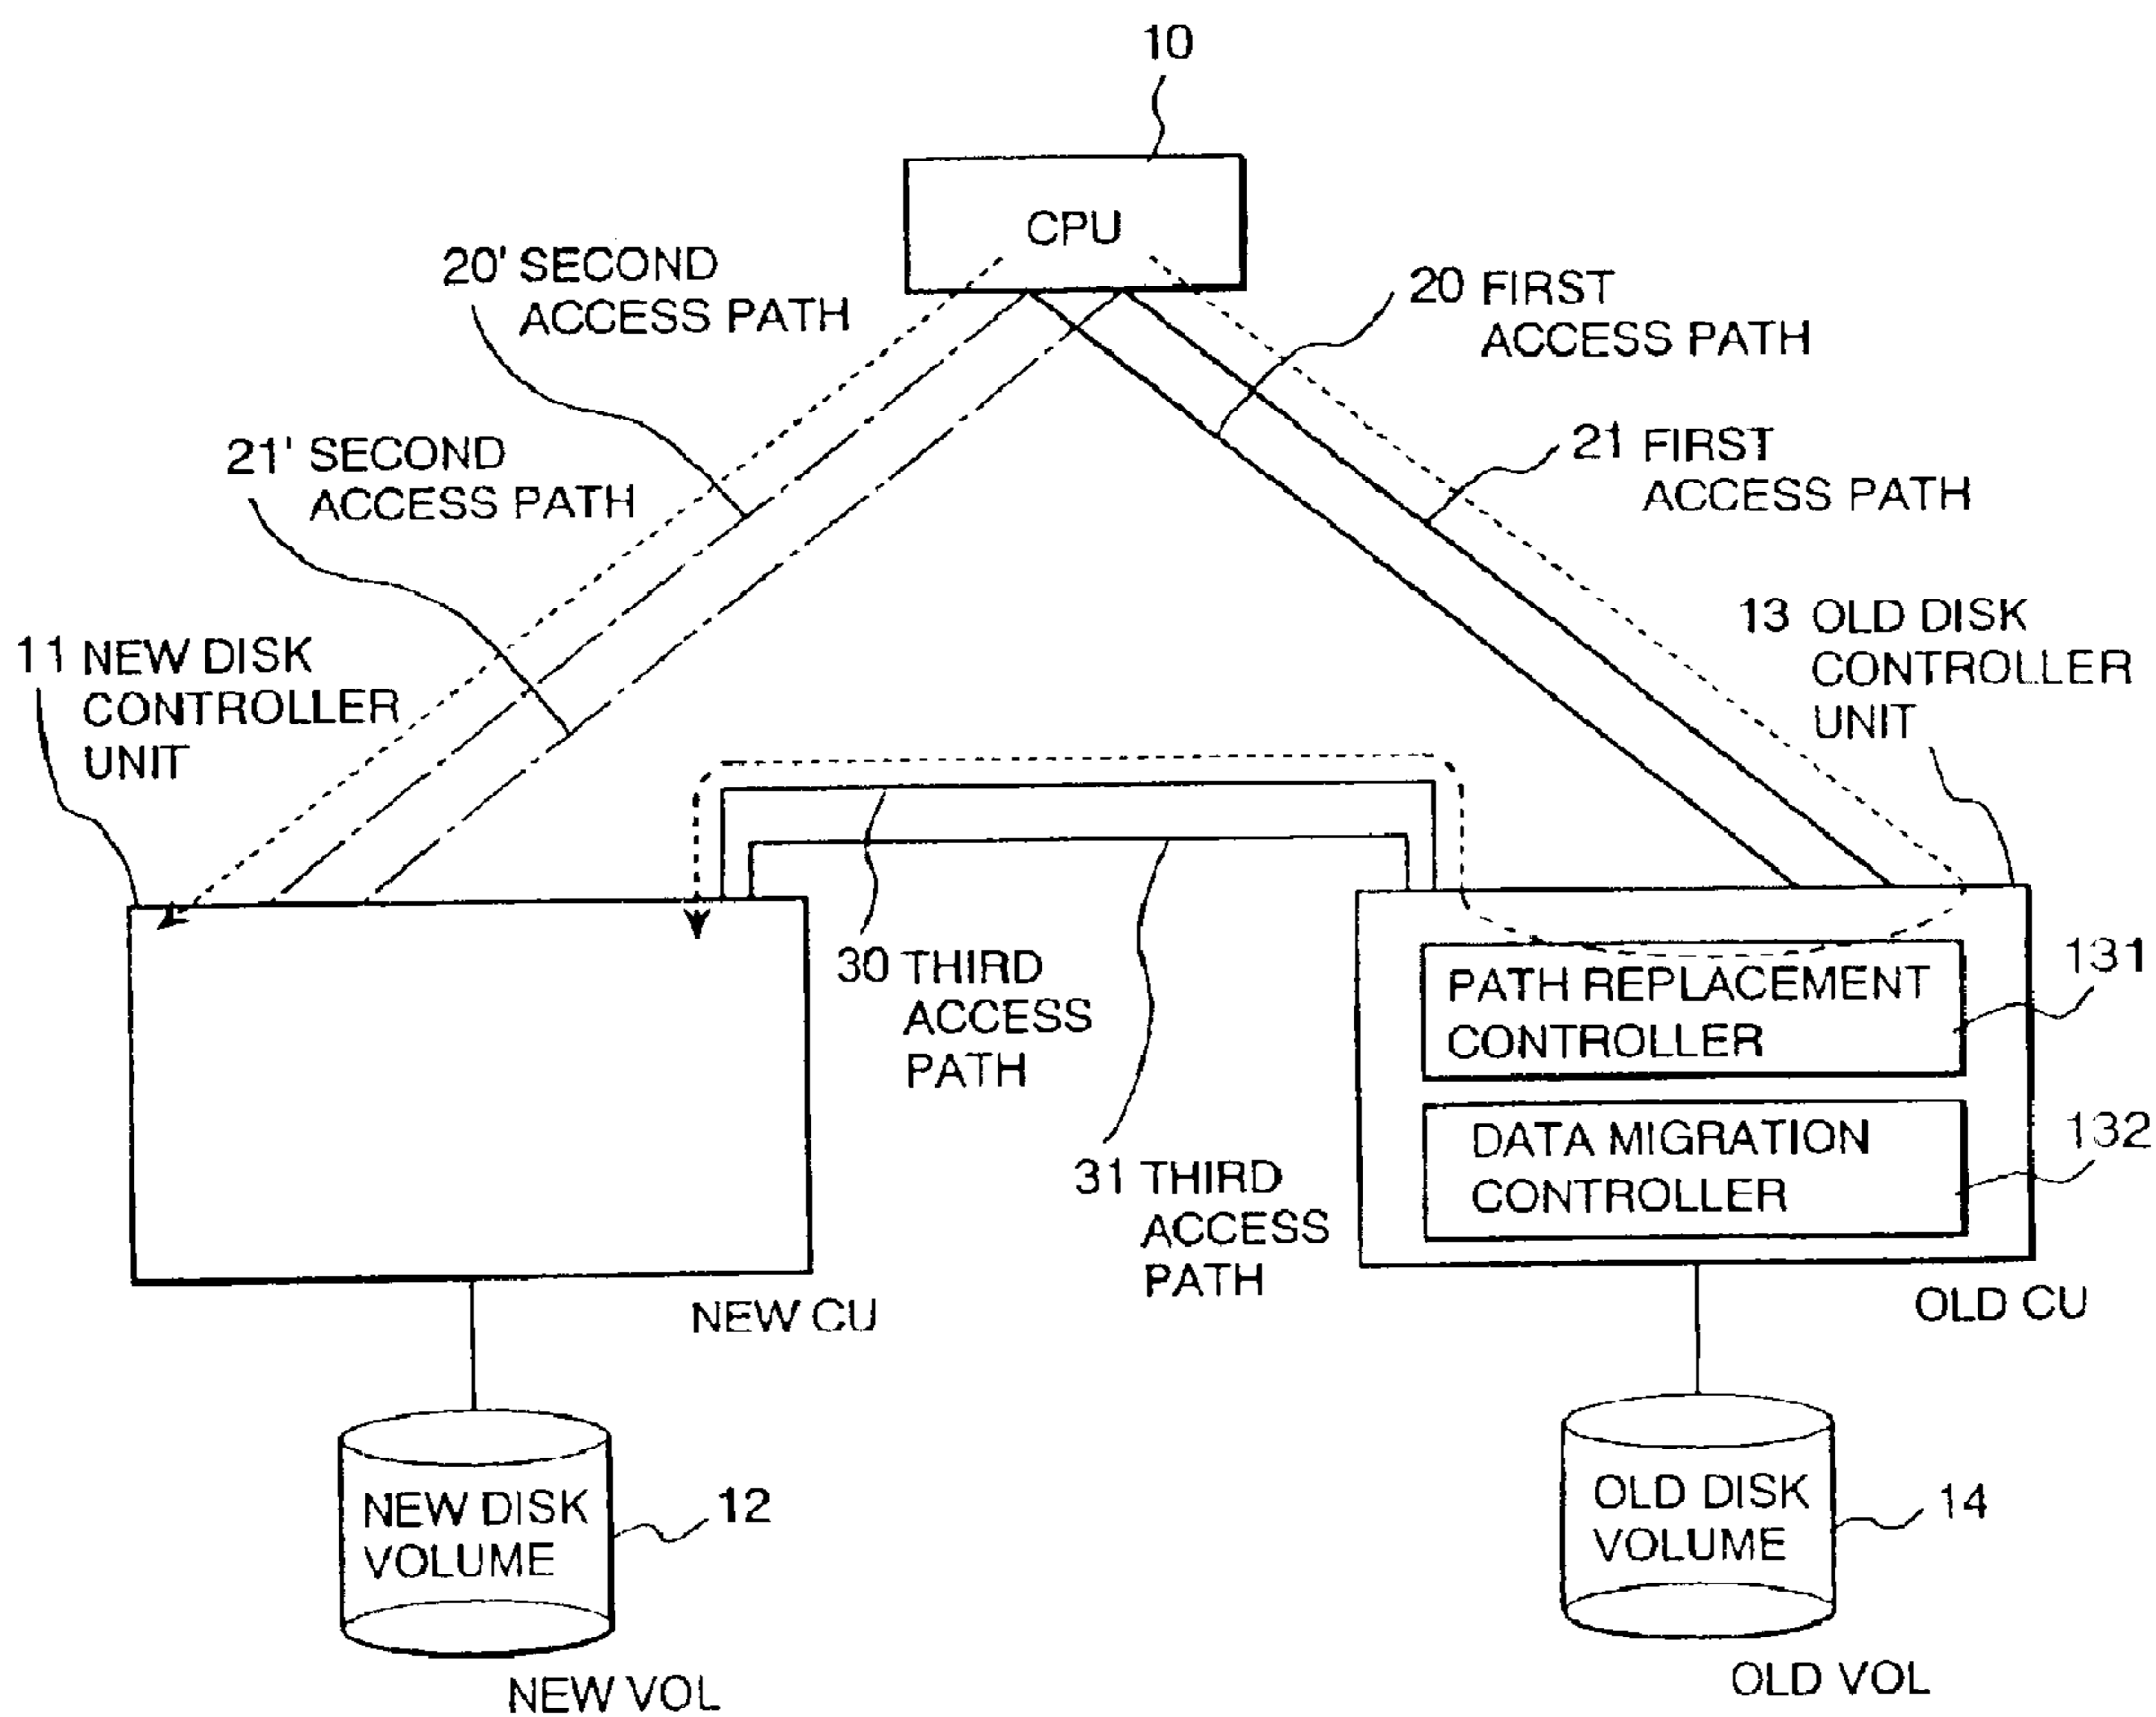 10
CPU
20' SECOND
ACCESS PATH
20 FIRST
ACCESS PATH
21' SECOND
ACCESS PATH
21 FIRST
ACCESS PATH
11 NEW DISK
CONTROLLER
UNIT
13 OLD DISK
CONTROLLER
UNIT
30 THIRD
ACCESS
PATH
131
PATH REPLACEMENT
CONTROLLER
132
DATA MIGRATION
CONTROLLER
31 THIRD
ACCESS
PATH
NEW CU
OLD CU
NEW DISK
VOLUME
12
OLD DISK
VOLUME
14
NEW VOL
OLD VOL